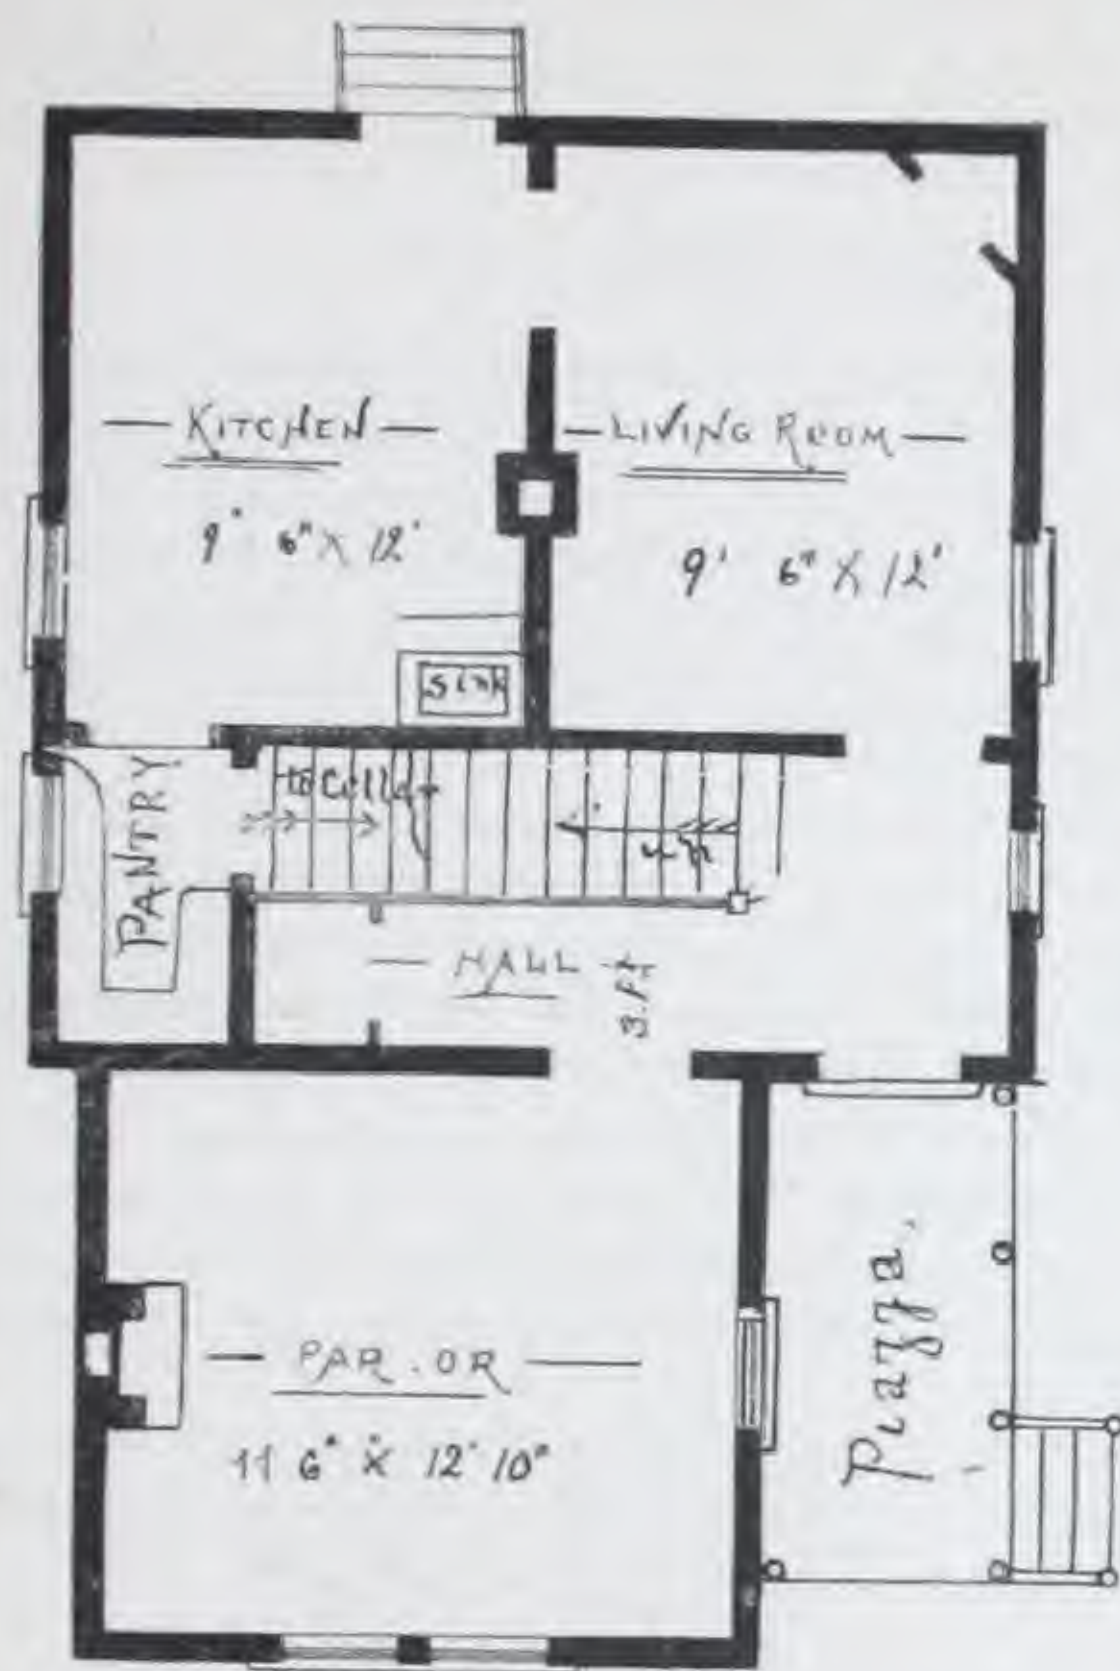 — KITCHEN —
9' 6" X 12'
— LIVING ROOM —
9' 6" X 12'
Sink
PANTRY
to Cellar
up
— HALL —
3. Ft
— PAR.OR —
11 6" X 12' 10"
Piazza.